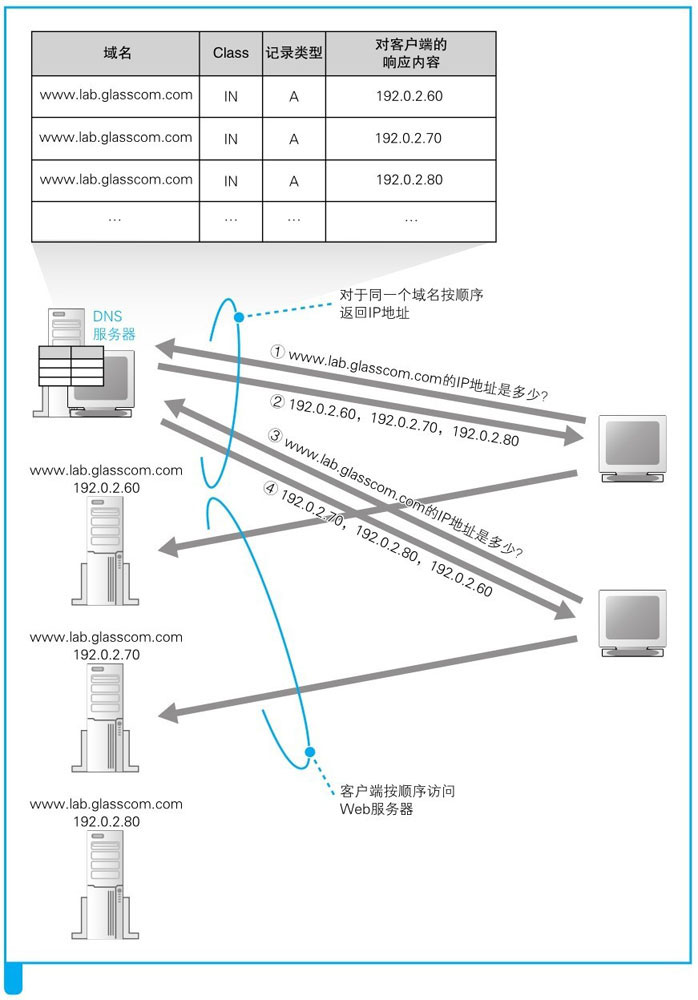 域名 Class 记录类型 对客户端的
响应内容
www.lab.glasscom.com IN A 192.0.2.60
www.lab.glasscom.com IN A 192.0.2.70
www.lab.glasscom.com IN A 192.0.2.80
… … … …
对于同一个域名按顺序
返回IP地址
DNS
服务器
① www.lab.glasscom.com的IP地址是多少?
② 192.0.2.60，192.0.2.70，192.0.2.80
③ www.lab.glasscom.com的IP地址是多少?
④ 192.0.2.70，192.0.2.80，192.0.2.60
www.lab.glasscom.com
192.0.2.60
www.lab.glasscom.com
192.0.2.70
客户端按顺序访问
Web服务器
www.lab.glasscom.com
192.0.2.80